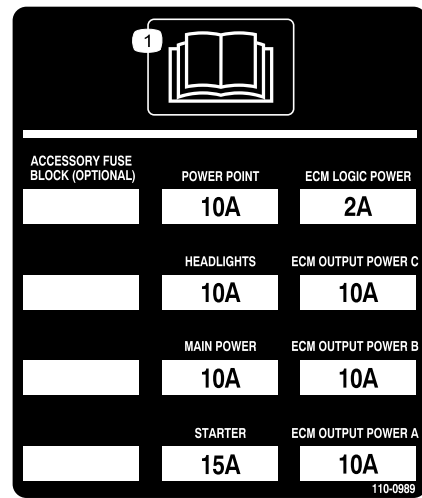 1
ACCESSORY FUSE
BLOCK (OPTIONAL)
POWER POINT
ECM LOGIC POWER
10A
2A
HEADLIGHTS
ECM OUTPUT POWER C
10A
10A
MAIN POWER
ECM OUTPUT POWER B
10A
10A
STARTER
ECM OUTPUT POWER A
15A
10A
110-0989